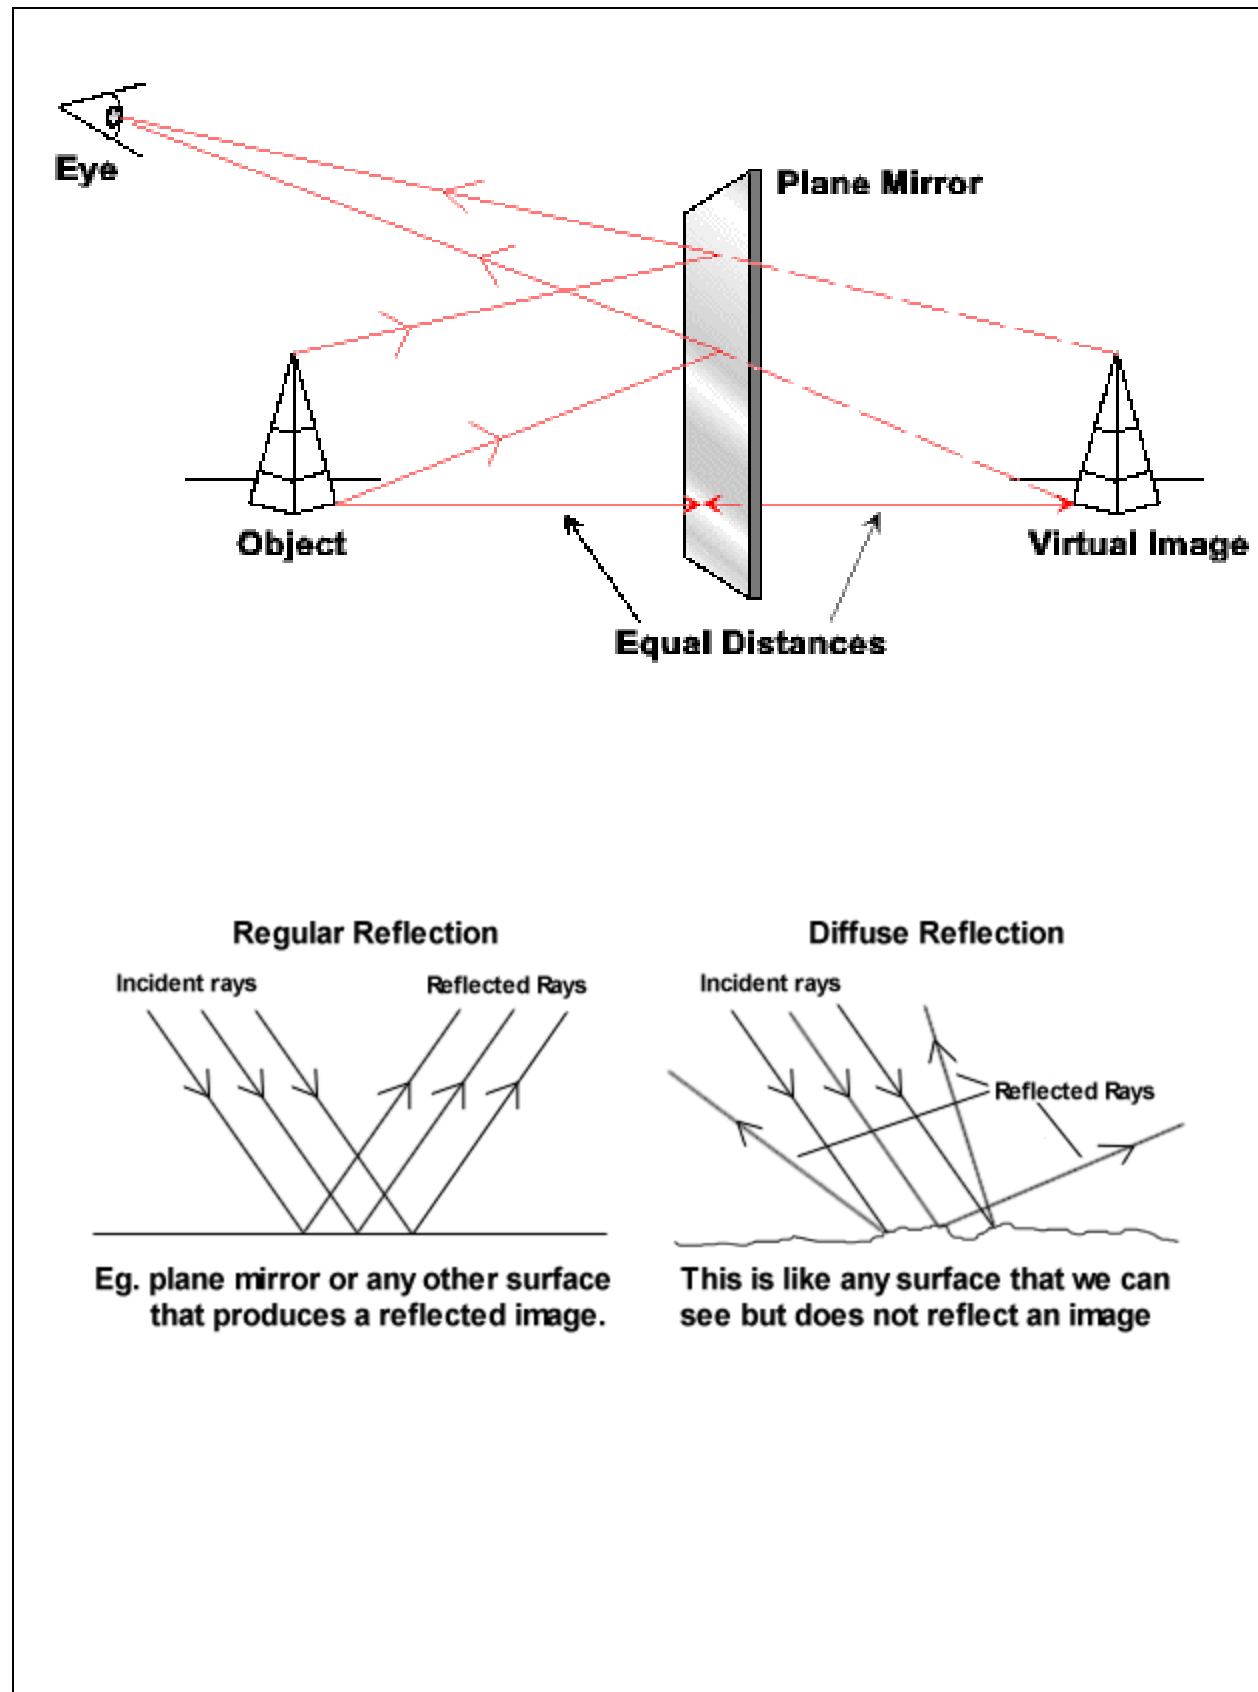 Eye
Plane Mirror
Object
Virtual Image
Equal Distances
Regular Reflection
Incident rays
Reflected Rays
Eg. plane mirror or any other surface
that produces a reflected image.
Diffuse Reflection
Incident rays
Reflected Rays
This is like any surface that we can
see but does not reflect an image